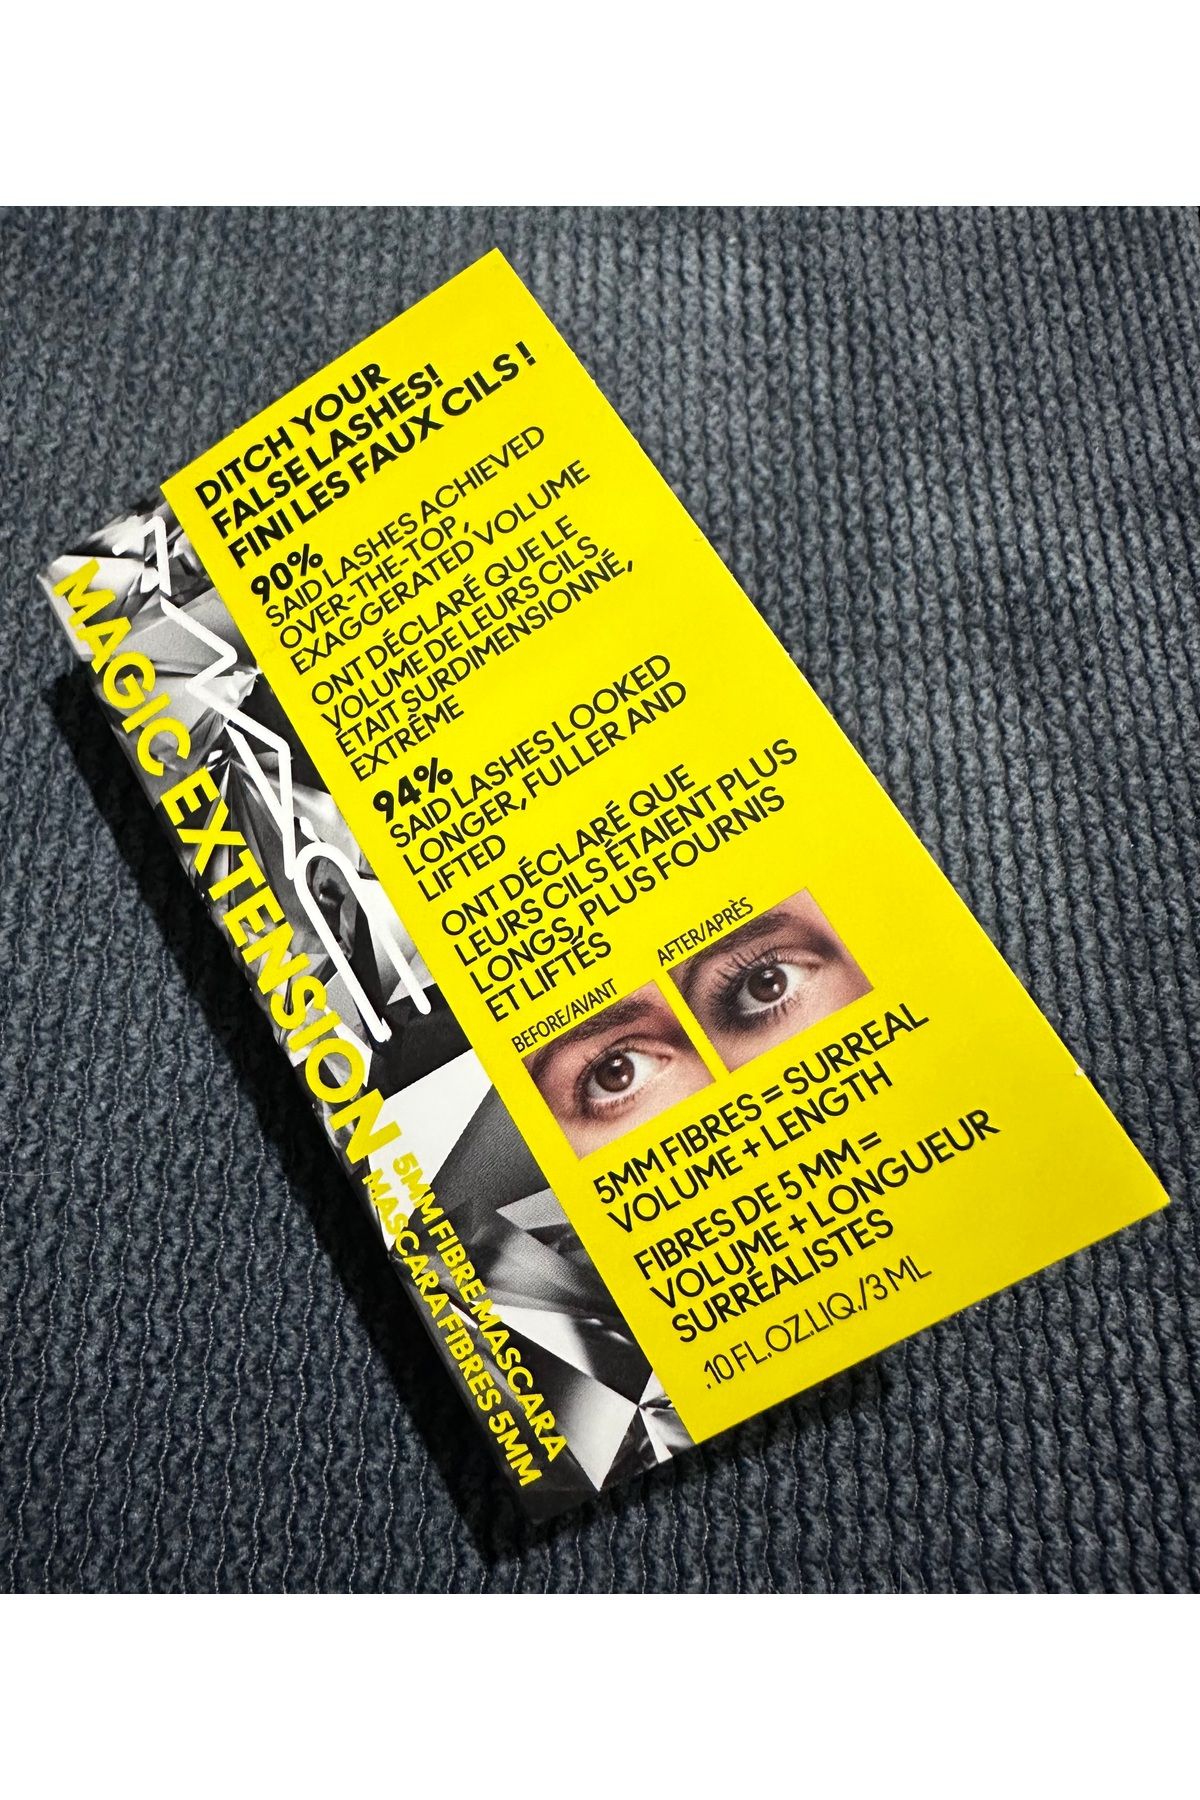 DITCH YOUR
FALSE LASHES!
FINI LES FAUX CILS !
90%
SAID LASHES ACHIEVED
OVER-THE-TOP,
EXAGGERATED VOLUME
ONT DÉCLARÉ QUE LE
VOLUME DE LEURS CILS
ÉTAIT SURDIMENSIONNÉ,
EXTRÊME
94%
SAID LASHES LOOKED
LONGER, FULLER AND
LIFTED
ONT DÉCLARÉ QUE
LEURS CILS ÉTAIENT PLUS
LONGS, PLUS FOURNIS
ET LIFTÉS
BEFORE/AVANT
AFTER/APRÈS
5MM FIBRES = SURREAL
VOLUME + LENGTH
FIBRES DE 5 MM =
VOLUME + LONGUEUR
SURRÉALISTES
.10 FL.OZ.LIQ./3 ML
MAC
MAGIC EXTENSION
5MM FIBRE MASCARA
MASCARA FIBRES 5MM